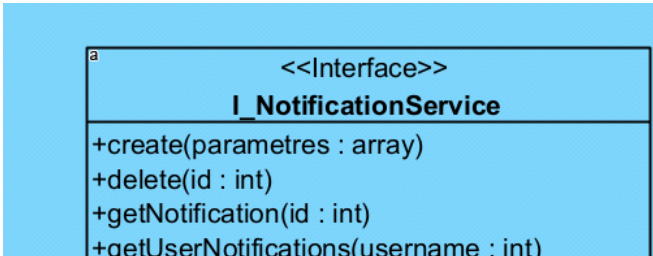 a
<<Interface>>
I_NotificationService
+create(parametres : array)
+delete(id : int)
+getNotification(id : int)
+getUserNotifications(username : int)